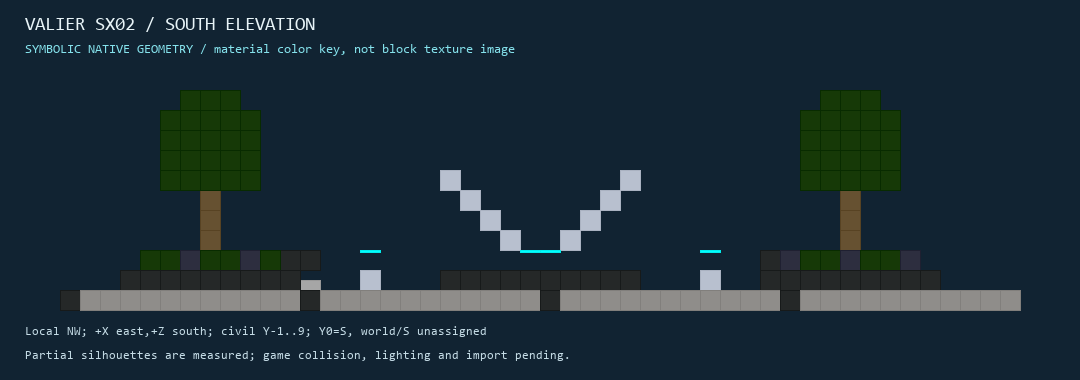 VALIER SX02 / SOUTH ELEVATION
SYMBOLIC NATIVE GEOMETRY / material color key, not block texture image
Local NW; +X east,+Z south; civil Y-1..9; Y0=S, world/S unassigned
Partial silhouettes are measured; game collision, lighting and import pending.